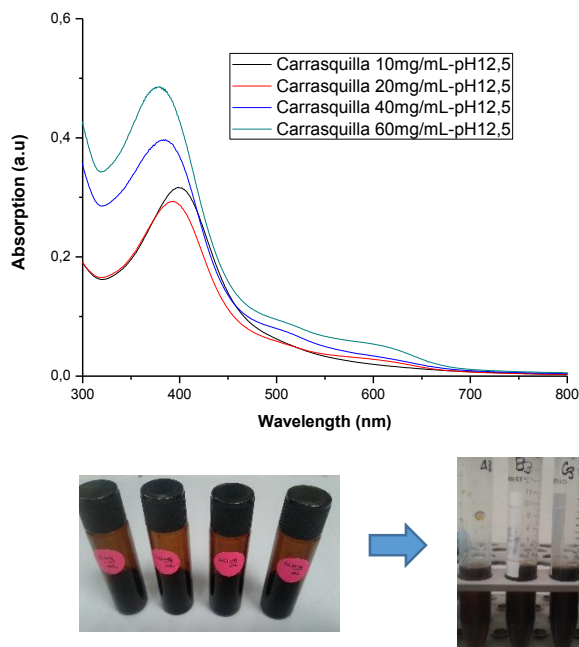 0,6
Carrasquilla 10mg/mL-pH12,5
Carrasquilla 20mg/mL-pH12,5
Carrasquilla 40mg/mL-pH12,5
Carrasquilla 60mg/mL-pH12,5
0,4
0,2
0,0
Absorption (a.u)
300 400 500 600 700 800
Wavelength (nm)